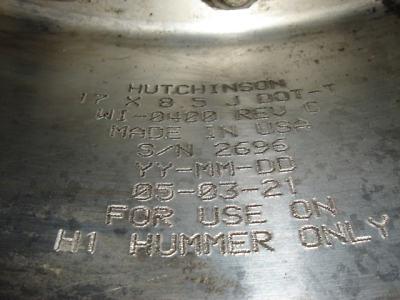 HUTCHINSON
17 X 8.5 J DOT-T
WI-0400 REV C
MADE IN USA
S/N 2696
YY-MM-DD
05-03-21
FOR USE ON
H1 HUMMER ONLY